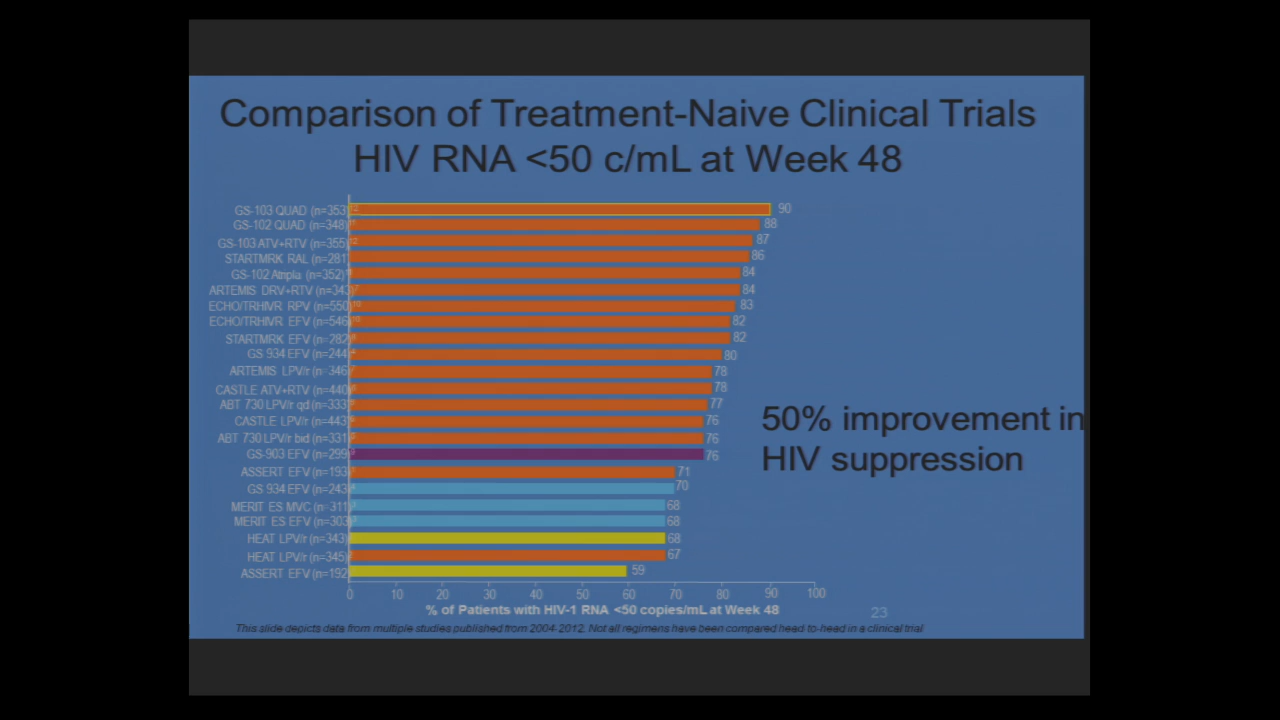 Comparison of Treatment-Naive Clinical Trials
HIV RNA <50 c/mL at Week 48
GS-103 QUAD (n=353) 90
GS-102 QUAD (n=348) 88
GS-103 ATV+RTV (n=355) 87
STARTMRK RAL (n=281) 86
GS-102 Atripla (n=352) 84
ARTEMIS DRV+RTV (n=343) 84
ECHO/TRHIVR RPV (n=550) 83
ECHO/TRHIVR EFV (n=546) 82
STARTMRK EFV (n=282) 82
GS 934 EFV (n=244) 80
ARTEMIS LPV/r (n=346) 78
CASTLE ATV+RTV (n=440) 78
ABT 730 LPV/r qd (n=333) 77
CASTLE LPV/r (n=443) 76
ABT 730 LPV/r bid (n=331) 76
GS-903 EFV (n=299) 76
ASSERT EFV (n=193) 71
GS 934 EFV (n=243) 70
MERIT ES MVC (n=311) 68
MERIT ES EFV (n=303) 68
HEAT LPV/r (n=343) 68
HEAT LPV/r (n=345) 67
ASSERT EFV (n=192) 59
50% improvement in
HIV suppression
0 10 20 30 40 50 60 70 80 90 100
% of Patients with HIV-1 RNA <50 copies/mL at Week 48
23
This slide depicts data from multiple studies published from 2004-2012. Not all regimens have been compared head-to-head in a clinical trial